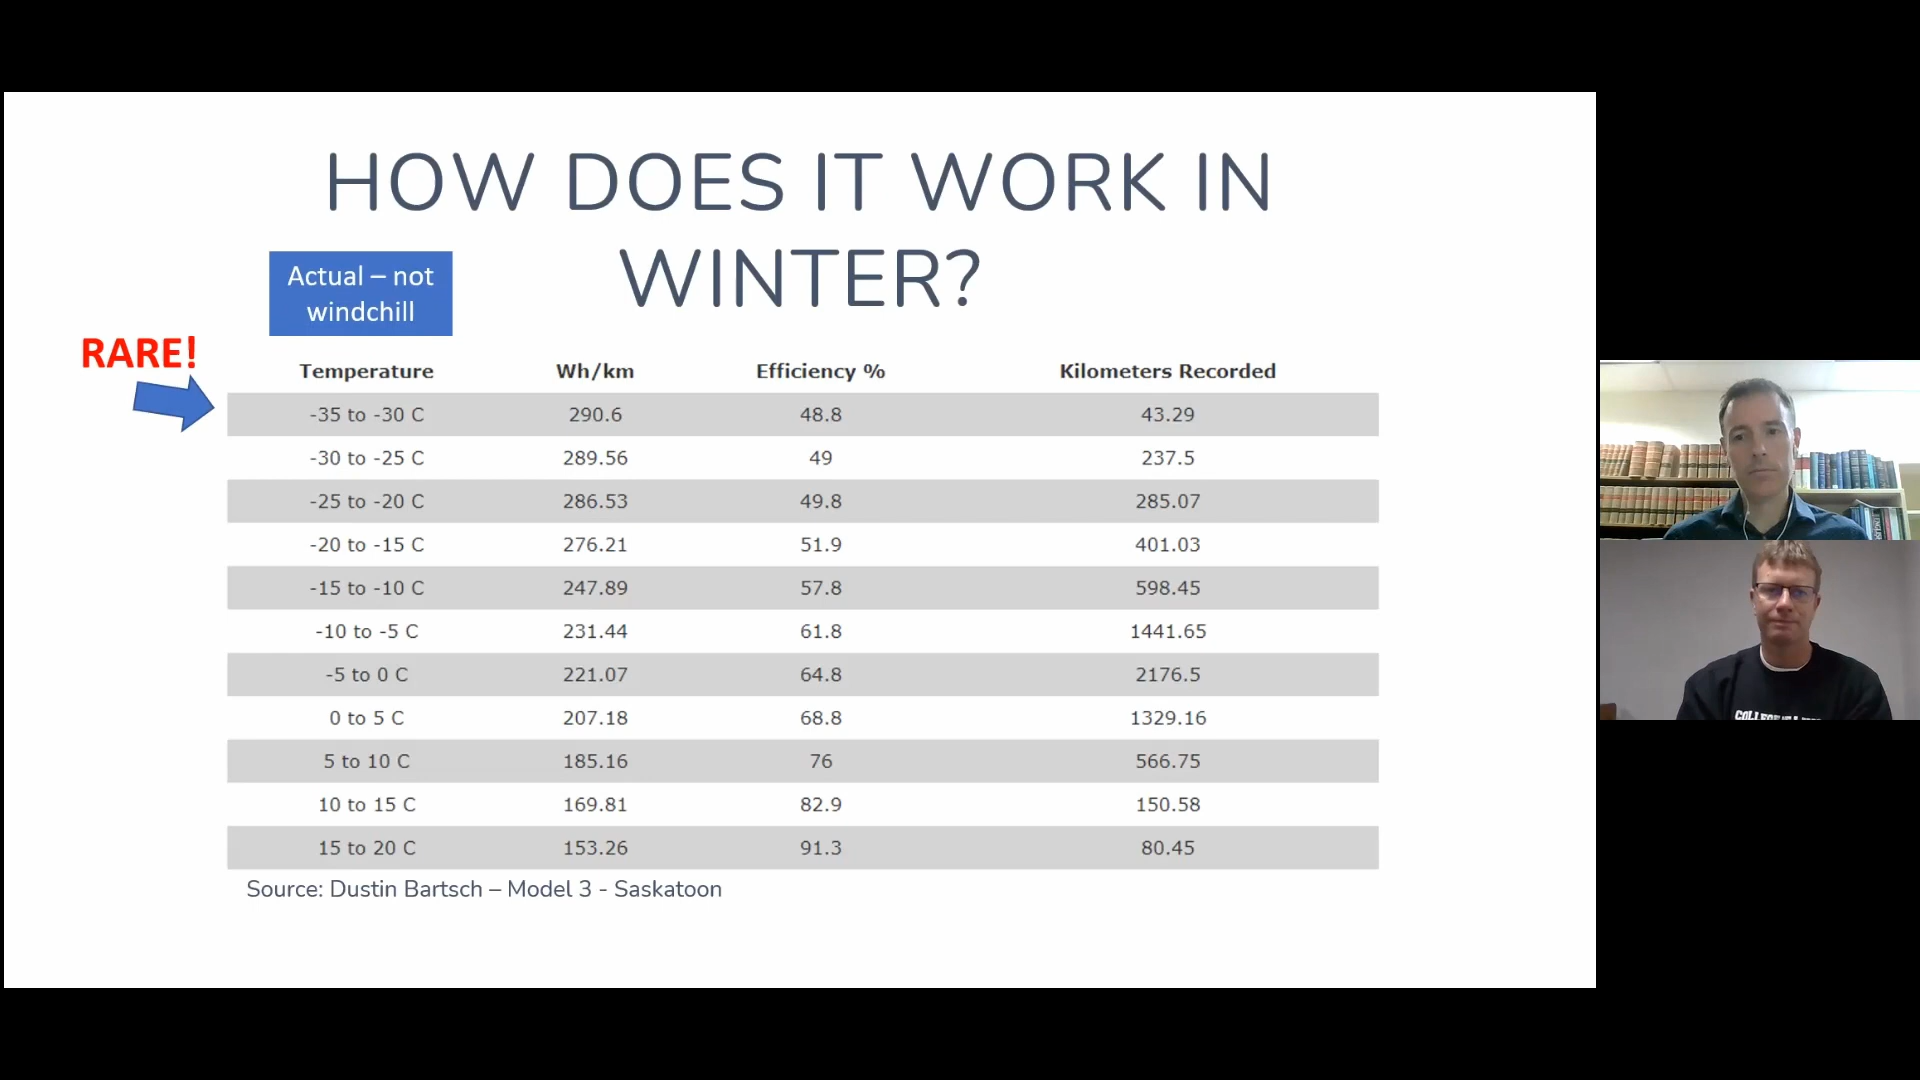 HOW DOES IT WORK IN
WINTER?
Actual – not
windchill
RARE!
Temperature Wh/km Efficiency % Kilometers Recorded
-35 to -30 C 290.6 48.8 43.29
-30 to -25 C 289.56 49 237.5
-25 to -20 C 286.53 49.8 285.07
-20 to -15 C 276.21 51.9 401.03
-15 to -10 C 247.89 57.8 598.45
-10 to -5 C 231.44 61.8 1441.65
-5 to 0 C 221.07 64.8 2176.5
0 to 5 C 207.18 68.8 1329.16
5 to 10 C 185.16 76 566.75
10 to 15 C 169.81 82.9 150.58
15 to 20 C 153.26 91.3 80.45
Source: Dustin Bartsch – Model 3 - Saskatoon